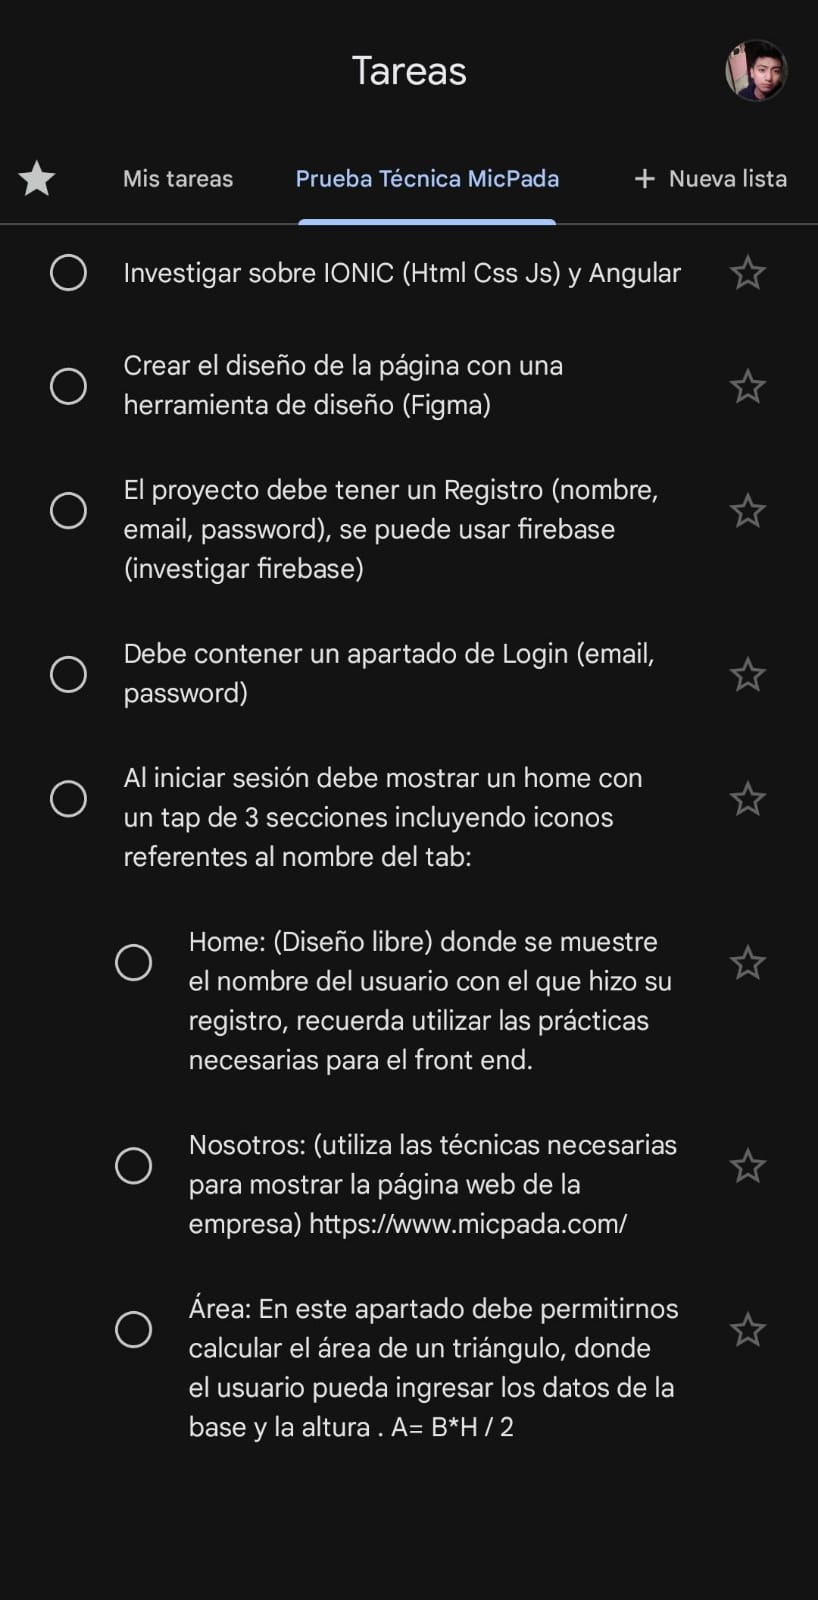 Tareas
Mis tareas
Prueba Técnica MicPada
+ Nueva lista
Investigar sobre IONIC (Html Css Js) y Angular
Crear el diseño de la página con una
herramienta de diseño (Figma)
El proyecto debe tener un Registro (nombre,
email, password), se puede usar firebase
(investigar firebase)
Debe contener un apartado de Login (email,
password)
Al iniciar sesión debe mostrar un home con
un tap de 3 secciones incluyendo iconos
referentes al nombre del tab:
Home: (Diseño libre) donde se muestre
el nombre del usuario con el que hizo su
registro, recuerda utilizar las prácticas
necesarias para el front end.
Nosotros: (utiliza las técnicas necesarias
para mostrar la página web de la
empresa) https://www.micpada.com/
Área: En este apartado debe permitirnos
calcular el área de un triángulo, donde
el usuario pueda ingresar los datos de la
base y la altura . A= B*H / 2